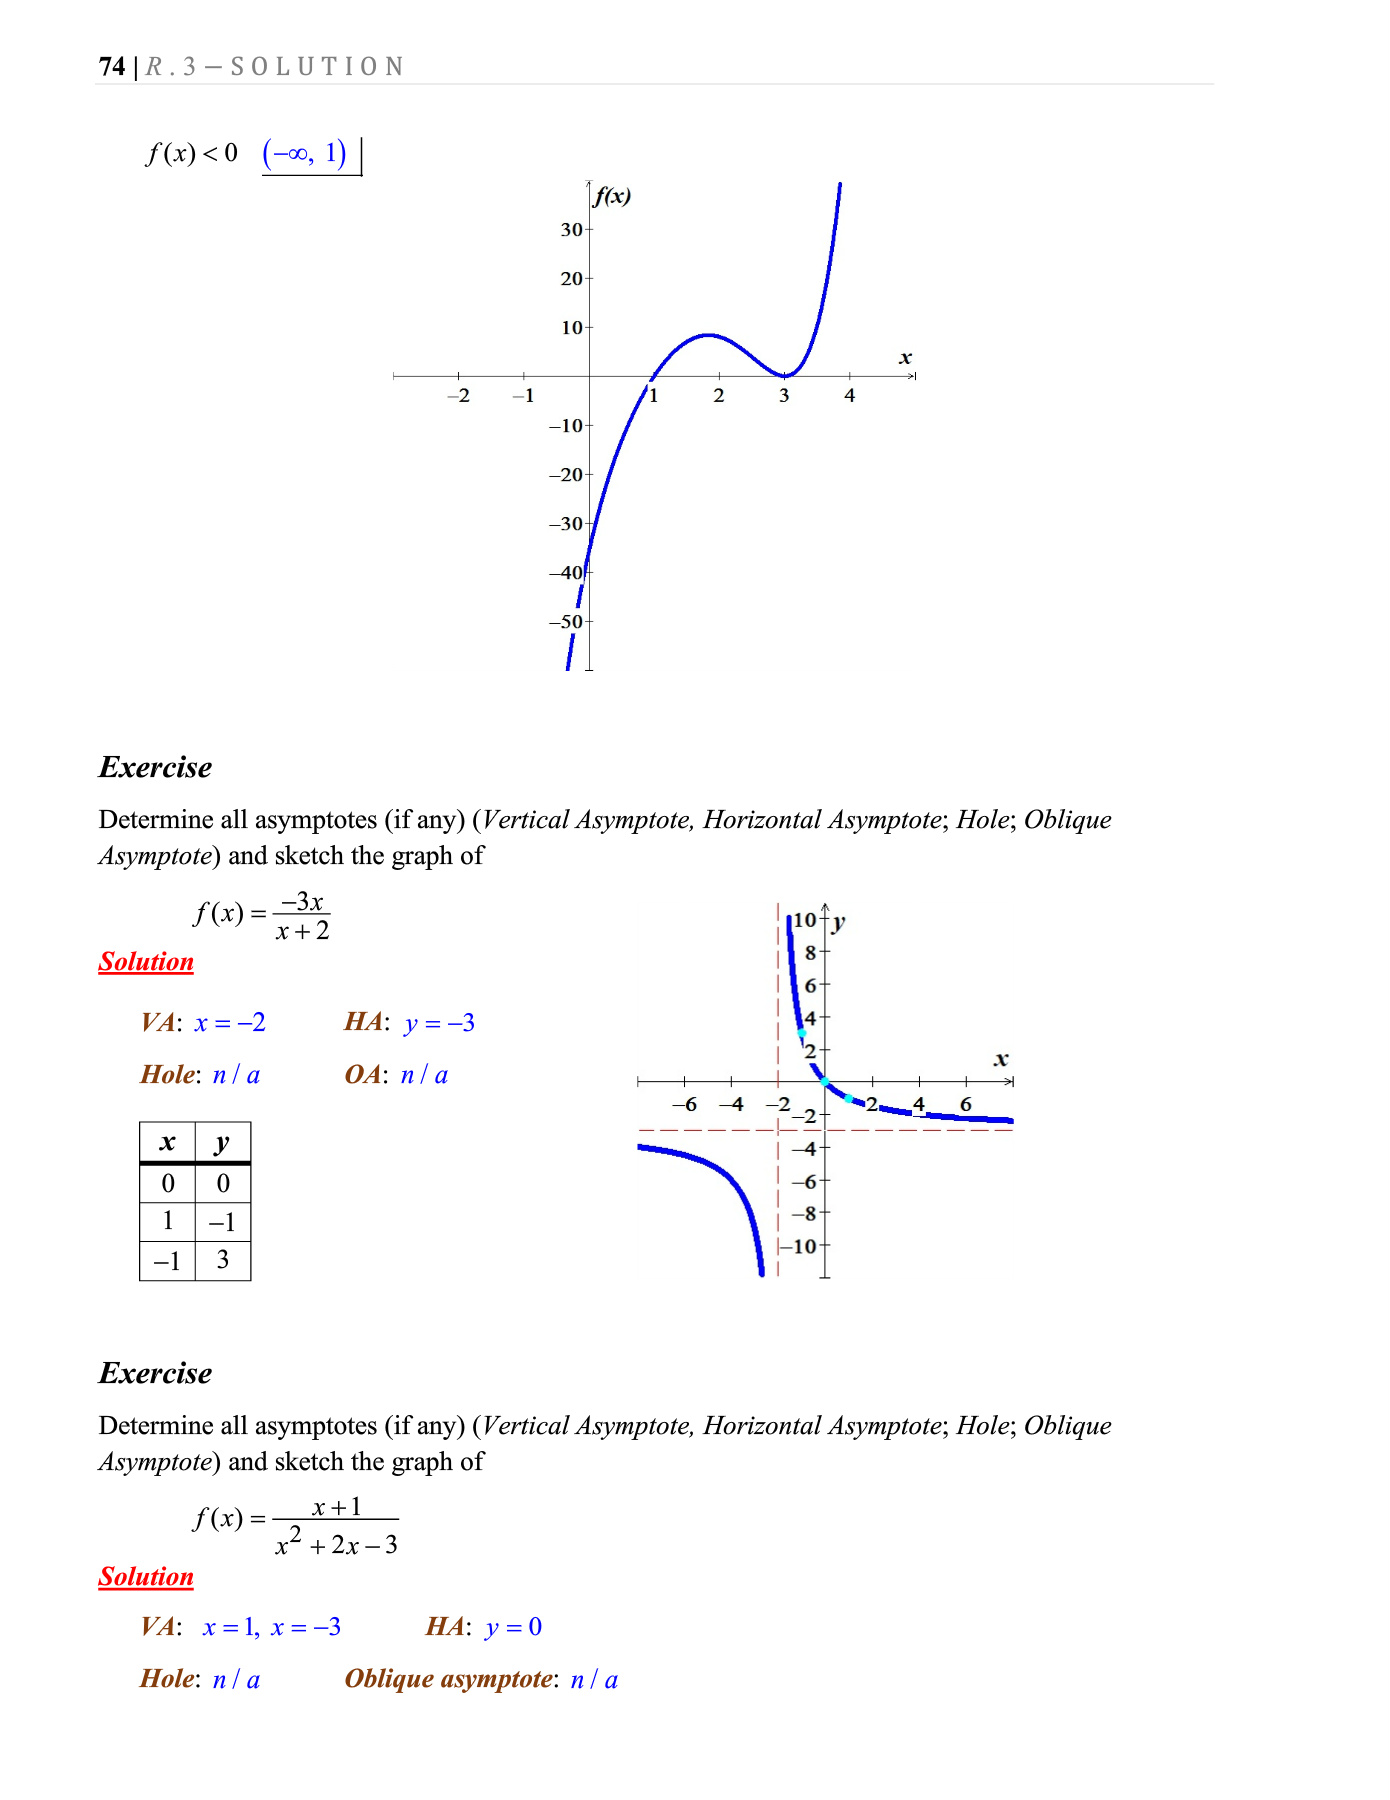 74 | R . 3 – S O L U T I O N
f(x) < 0 (−∞, 1)
f(x)
30
20
10
x
−2 −1 1 2 3 4
−10
−20
−30
−40
−50
Exercise
Determine all asymptotes (if any) (Vertical Asymptote, Horizontal Asymptote; Hole; Oblique
Asymptote) and sketch the graph of
f(x) = −3x / x + 2
Solution
VA: x = −2 HA: y = −3
Hole: n / a OA: n / a
x y
0 0
1 −1
−1 3
10 y
8
6
4
2
x
−6 −4 −2 2 4 6
−2
−4
−6
−8
−10
Exercise
Determine all asymptotes (if any) (Vertical Asymptote, Horizontal Asymptote; Hole; Oblique
Asymptote) and sketch the graph of
f(x) = x + 1 / x² + 2x − 3
Solution
VA: x = 1, x = −3 HA: y = 0
Hole: n / a Oblique asymptote: n / a